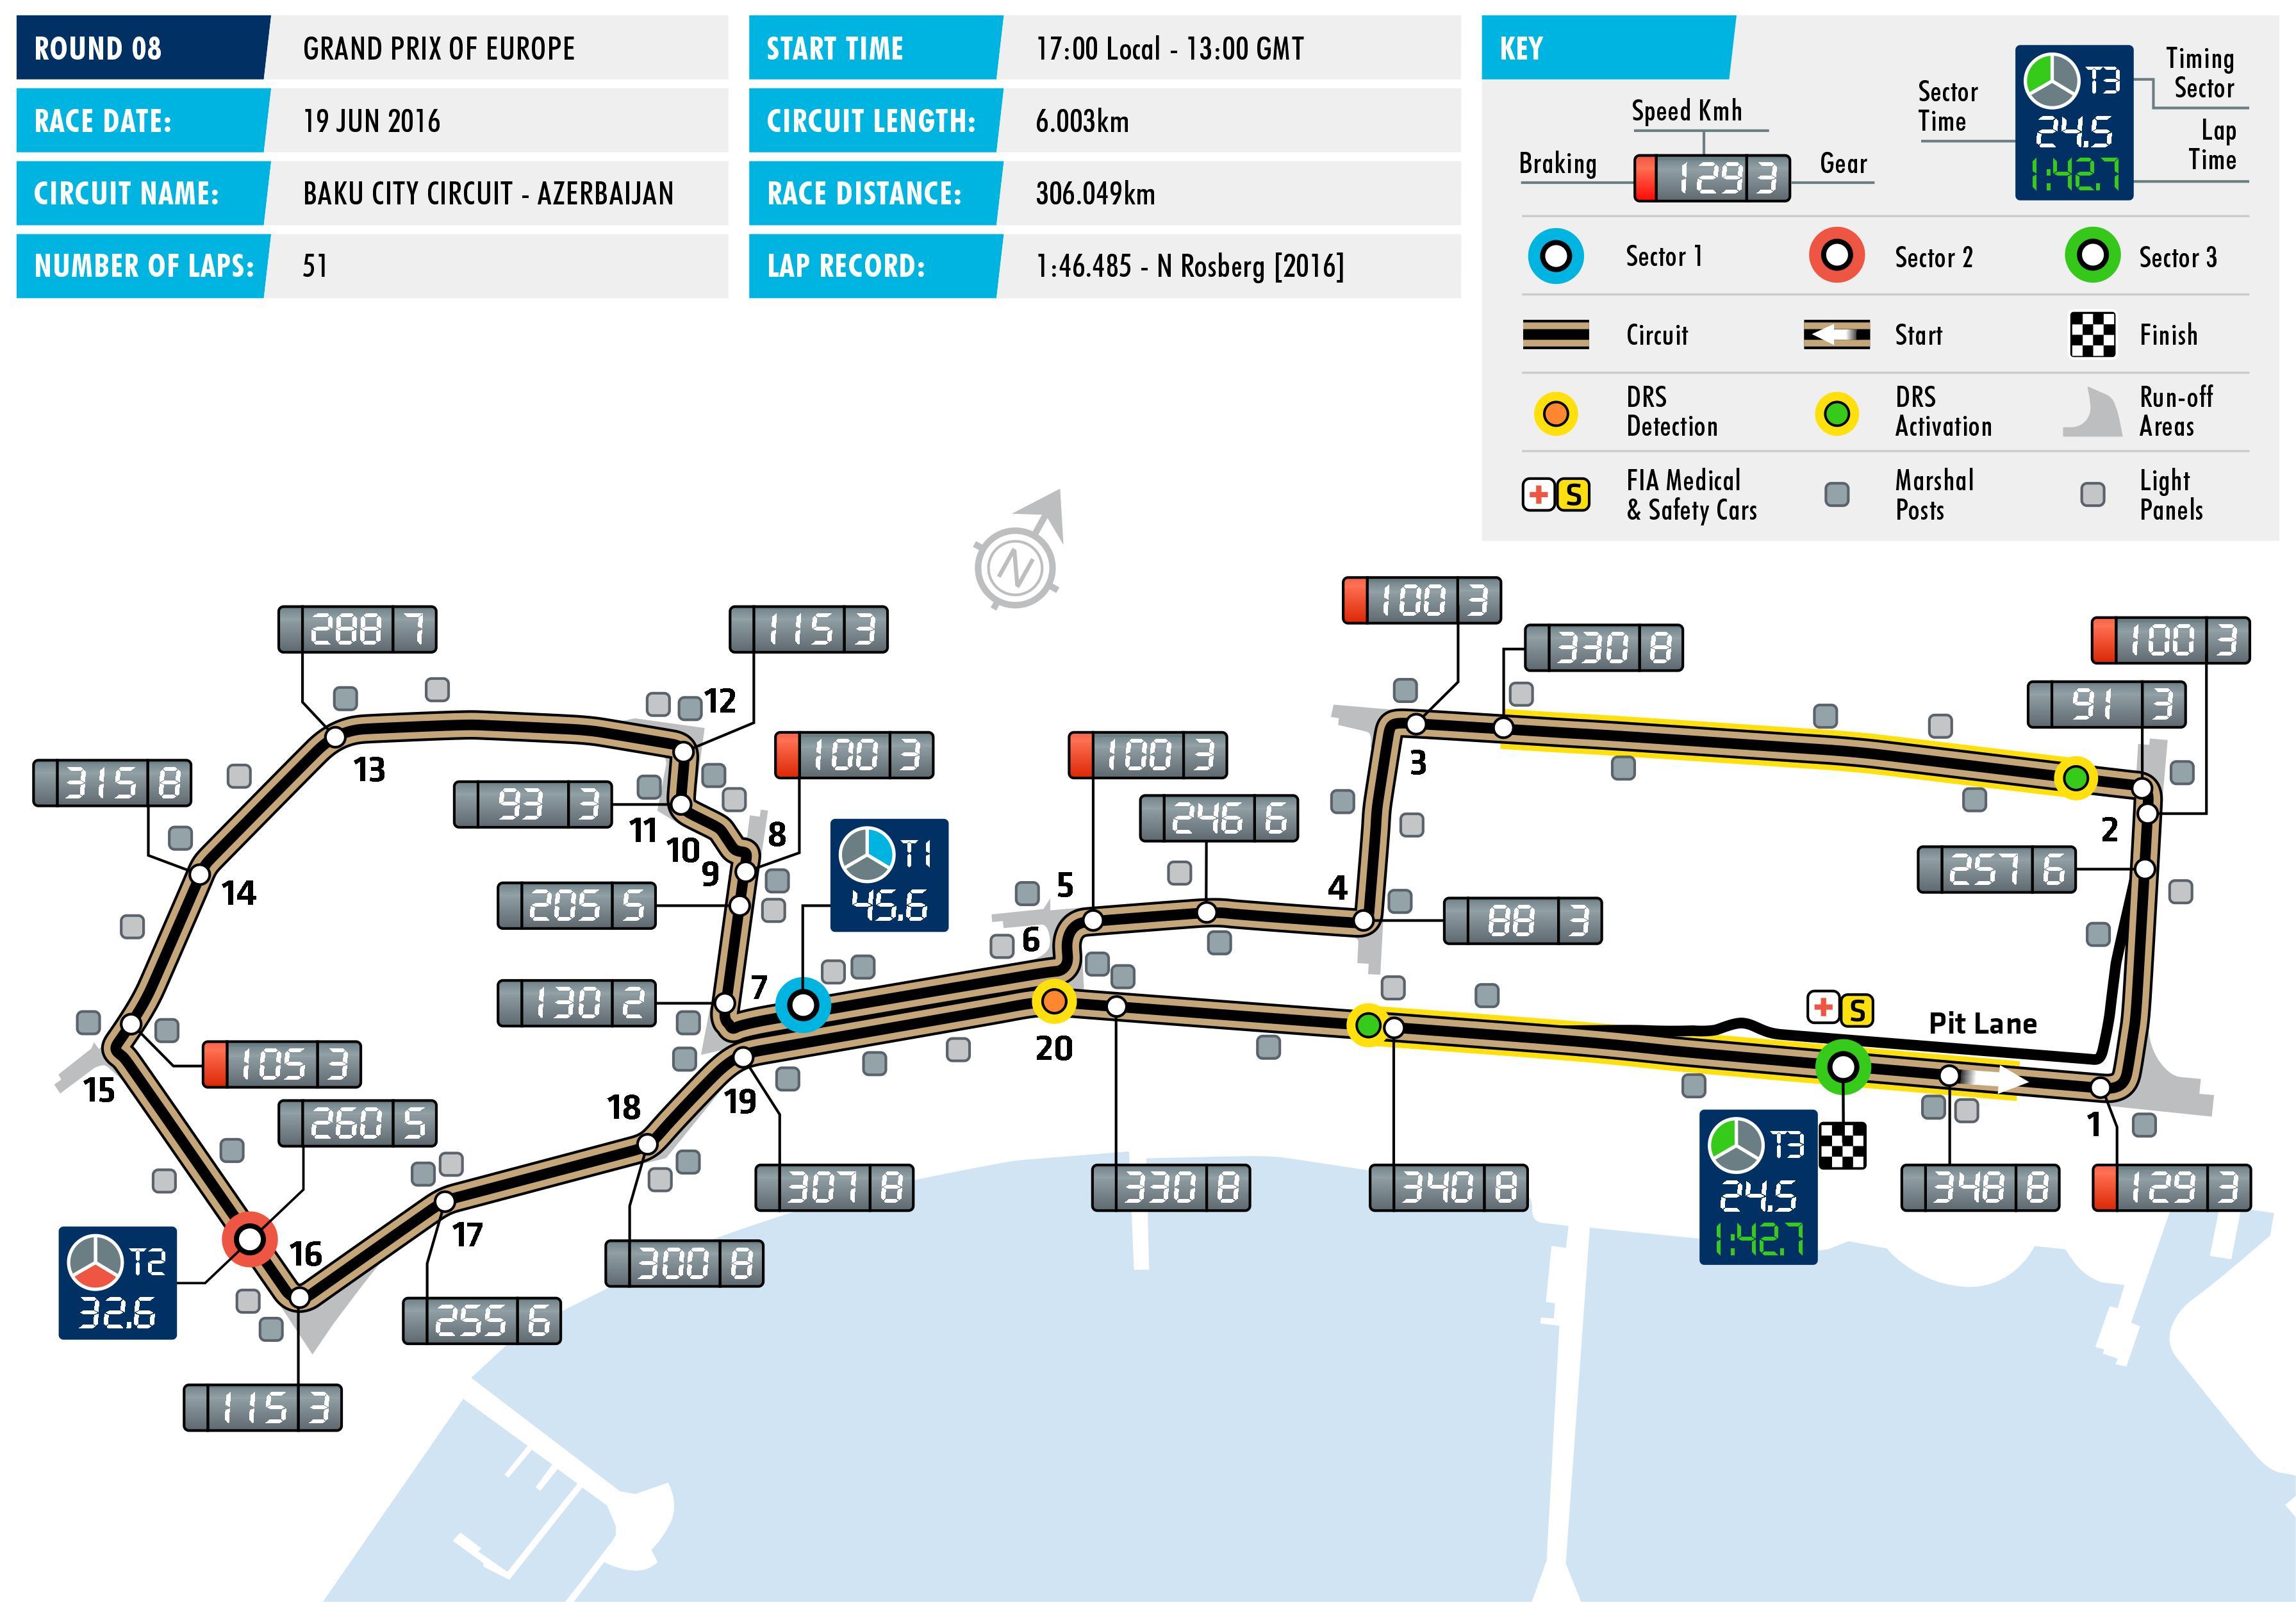 ROUND 08
GRAND PRIX OF EUROPE
RACE DATE:
19 JUN 2016
CIRCUIT NAME:
BAKU CITY CIRCUIT - AZERBAIJAN
NUMBER OF LAPS:
51
START TIME
17:00 Local - 13:00 GMT
CIRCUIT LENGTH:
6.003km
RACE DISTANCE:
306.049km
LAP RECORD:
1:46.485 - N Rosberg [2016]
KEY
Speed Kmh
Braking
129 3
Gear
Sector
Time
T3
24.5
1:42.7
Timing
Sector
Lap
Time
Sector 1
Sector 2
Sector 3
Circuit
Start
Finish
DRS
Detection
DRS
Activation
Run-off
Areas
S
FIA Medical
& Safety Cars
Marshal
Posts
Light
Panels
N
288 7
115 3
100 3
330 8
100 3
91 3
12
13
315 8
100 3
100 3
3
93 3
11
10
9
8
246 6
2
14
T1
45.6
257 6
205 5
5
4
88 3
6
130 2
7
S
Pit Lane
20
105 3
15
19
18
1
260 5
T3
24.5
1:42.7
307 8
330 8
340 8
348 8
129 3
17
16
T2
32.6
300 8
255 6
115 3